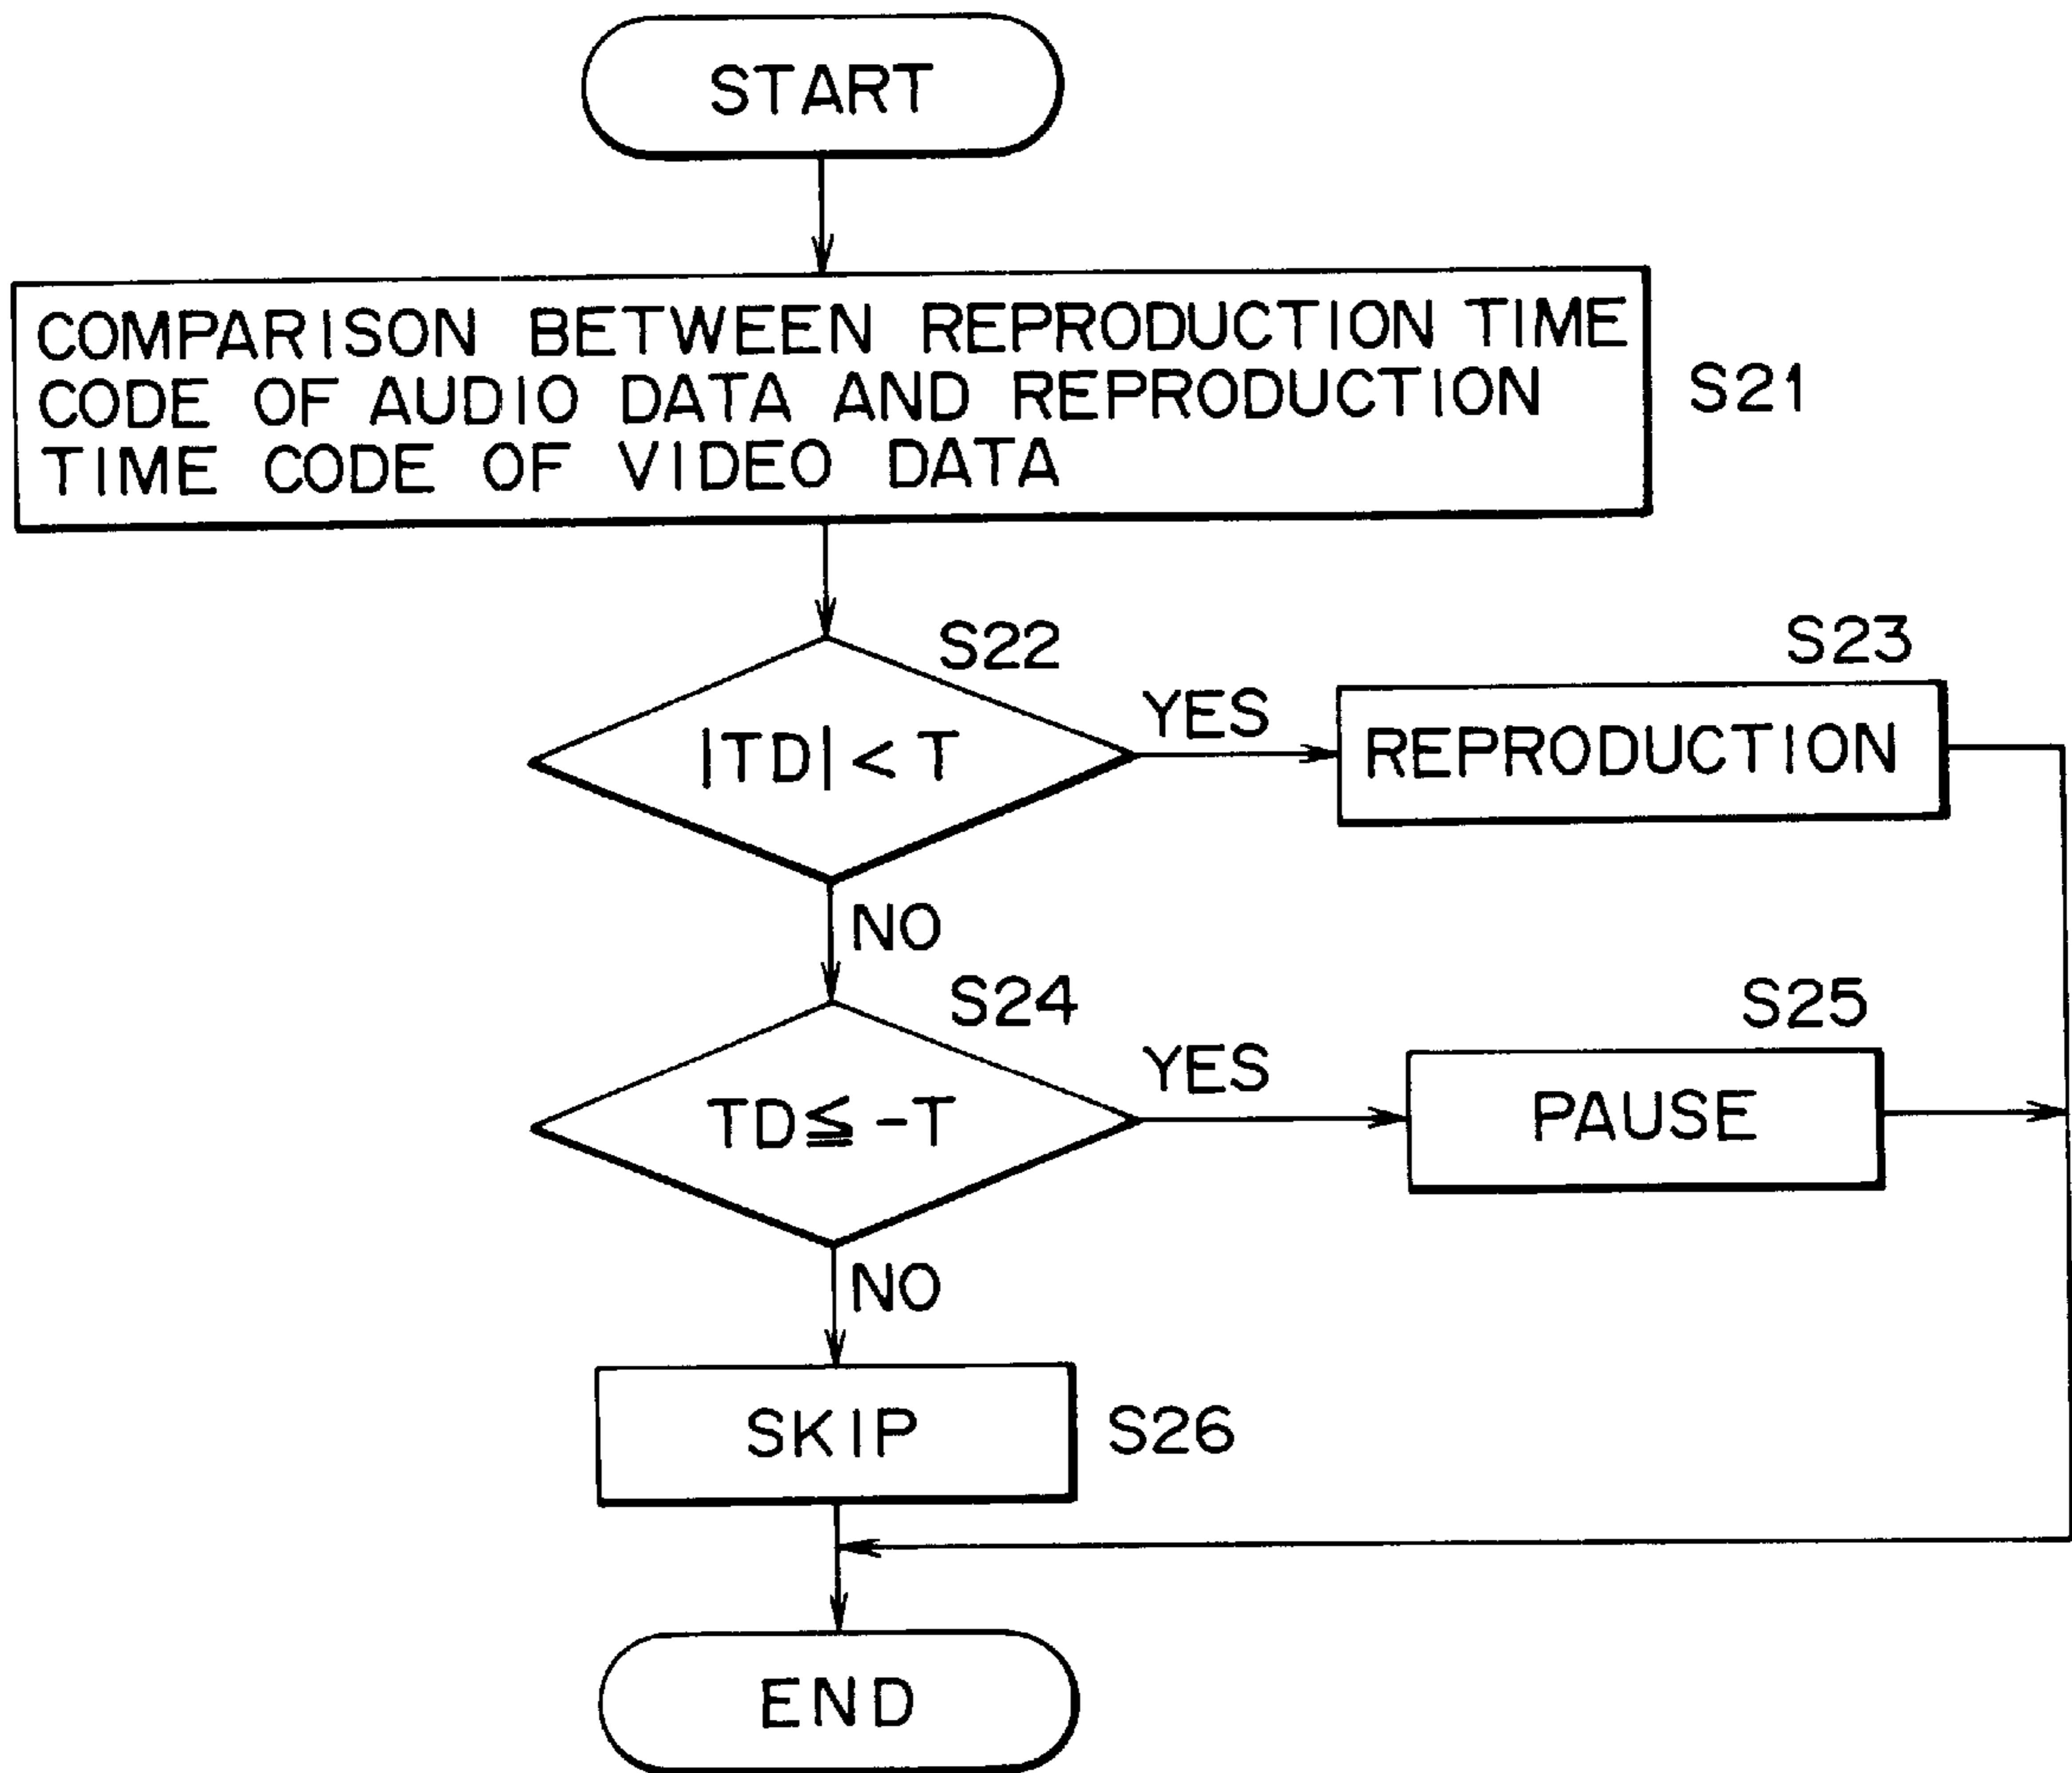 START
COMPARISON BETWEEN REPRODUCTION TIME
CODE OF AUDIO DATA AND REPRODUCTION
TIME CODE OF VIDEO DATA
S21
S22
|TD| < T
YES
S23
REPRODUCTION
NO
S24
TD ≦ -T
YES
S25
PAUSE
NO
SKIP
S26
END